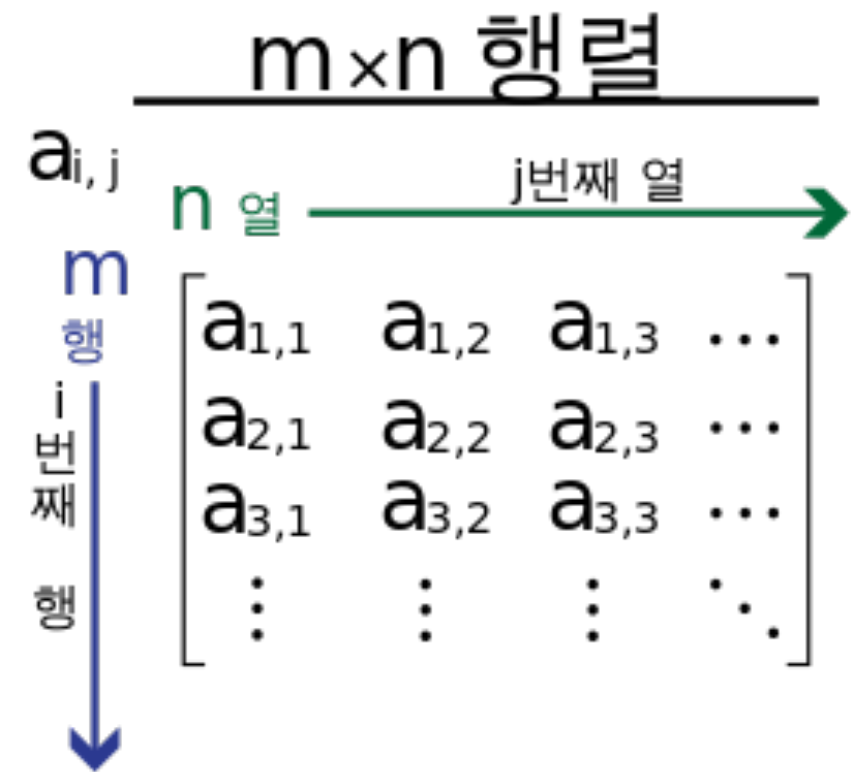 m×n 행렬
a i, j
n 열
j번째 열
m
행
i
번
째
행
a1,1 a1,2 a1,3 ···
a2,1 a2,2 a2,3 ···
a3,1 a3,2 a3,3 ···
⋮ ⋮ ⋮ ⋱